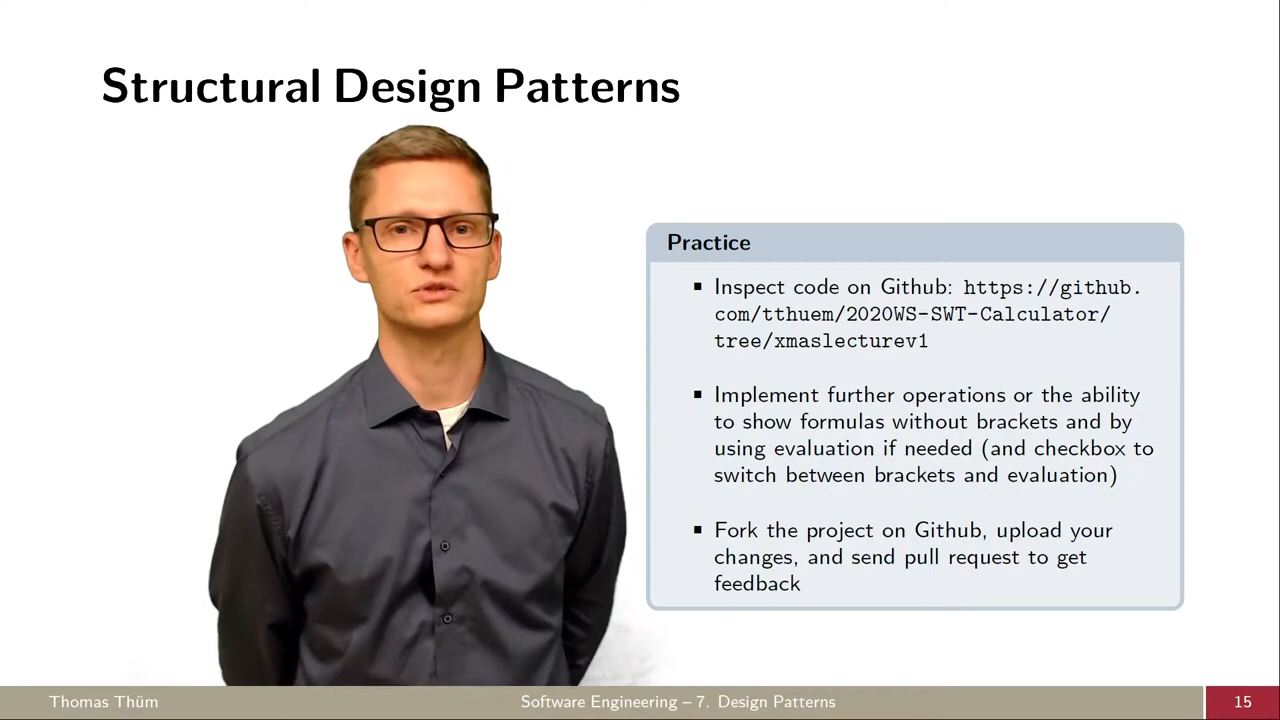 Structural Design Patterns
Practice
▪ Inspect code on Github: https://github.
com/tthuem/2020WS-SWT-Calculator/
tree/xmaslecturev1
▪ Implement further operations or the ability
to show formulas without brackets and by
using evaluation if needed (and checkbox to
switch between brackets and evaluation)
▪ Fork the project on Github, upload your
changes, and send pull request to get
feedback
Thomas Thüm
Software Engineering – 7. Design Patterns
15